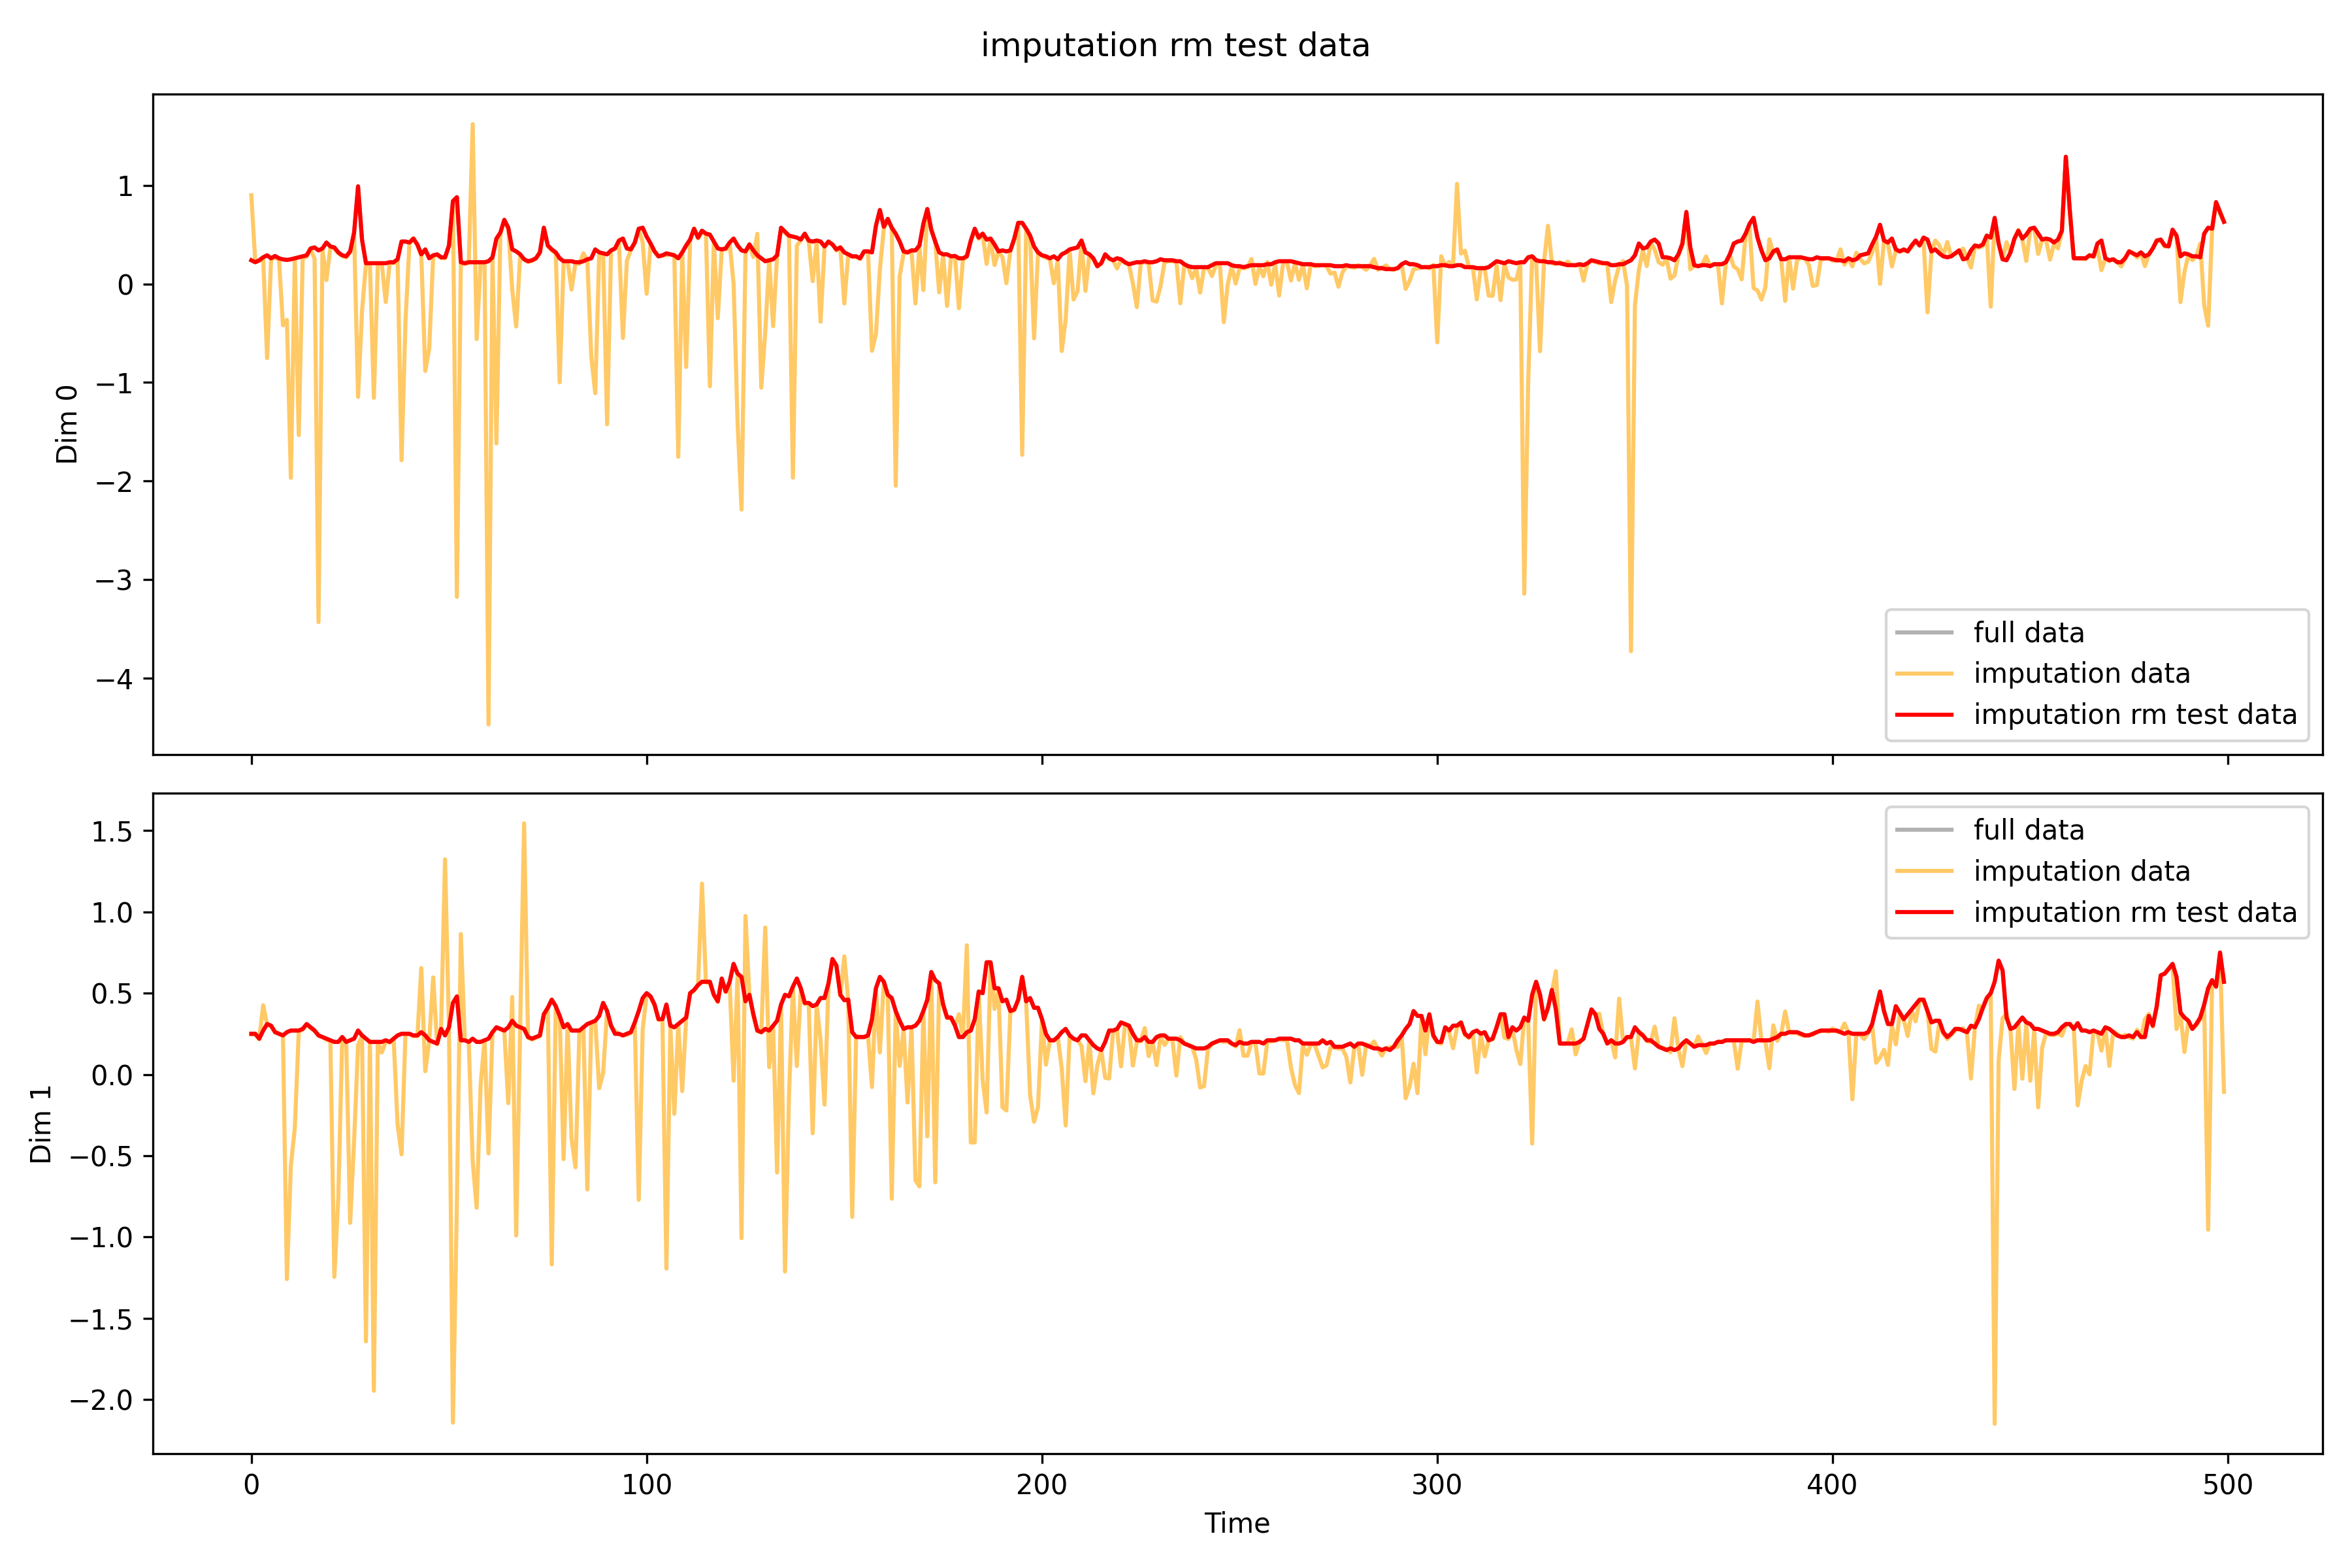 imputation rm test data
1
0
−1
−2
−3
−4
Dim 0
full data
imputation data
imputation rm test data
1.5
1.0
0.5
0.0
−0.5
−1.0
−1.5
−2.0
Dim 1
full data
imputation data
imputation rm test data
0 100 200 300 400 500
Time